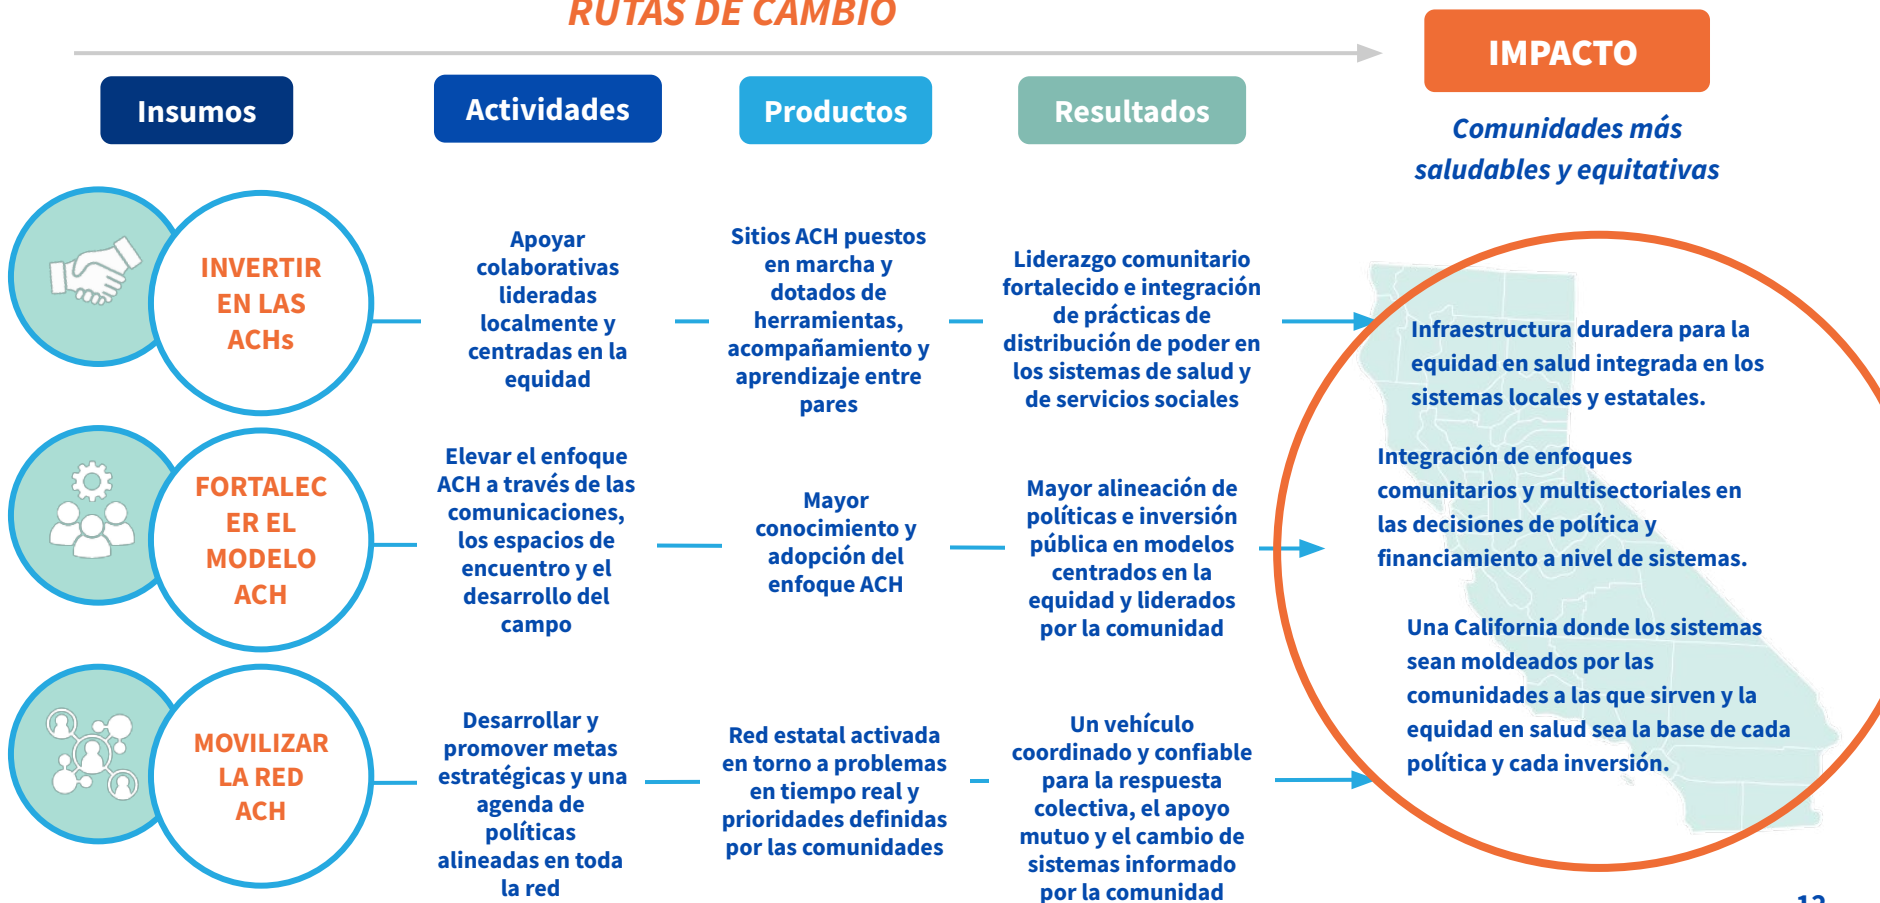 RUTAS DE CAMBIO
IMPACTO
Insumos
Actividades
Productos
Resultados
Comunidades más
saludables y equitativas
INVERTIR
EN LAS
ACHs
Apoyar
colaborativas
lideradas
localmente y
centradas en la
equidad
Sitios ACH puestos
en marcha y
dotados de
herramientas,
acompañamiento y
aprendizaje entre
pares
Liderazgo comunitario
fortalecido e integración
de prácticas de
distribución de poder en
los sistemas de salud y
de servicios sociales
Infraestructura duradera para la
equidad en salud integrada en los
sistemas locales y estatales.
FORTALEC
ER EL
MODELO
ACH
Elevar el enfoque
ACH a través de las
comunicaciones,
los espacios de
encuentro y el
desarrollo del
campo
Mayor
conocimiento y
adopción del
enfoque ACH
Mayor alineación de
políticas e inversión
pública en modelos
centrados en la
equidad y liderados
por la comunidad
Integración de enfoques
comunitarios y multisectoriales en
las decisiones de política y
financiamiento a nivel de sistemas.
MOVILIZAR
LA RED
ACH
Desarrollar y
promover metas
estratégicas y una
agenda de
políticas
alineadas en toda
la red
Red estatal activada
en torno a problemas
en tiempo real y
prioridades definidas
por las comunidades
Un vehículo
coordinado y confiable
para la respuesta
colectiva, el apoyo
mutuo y el cambio de
sistemas informado
por la comunidad
Una California donde los sistemas
sean moldeados por las
comunidades a las que sirven y la
equidad en salud sea la base de cada
política y cada inversión.